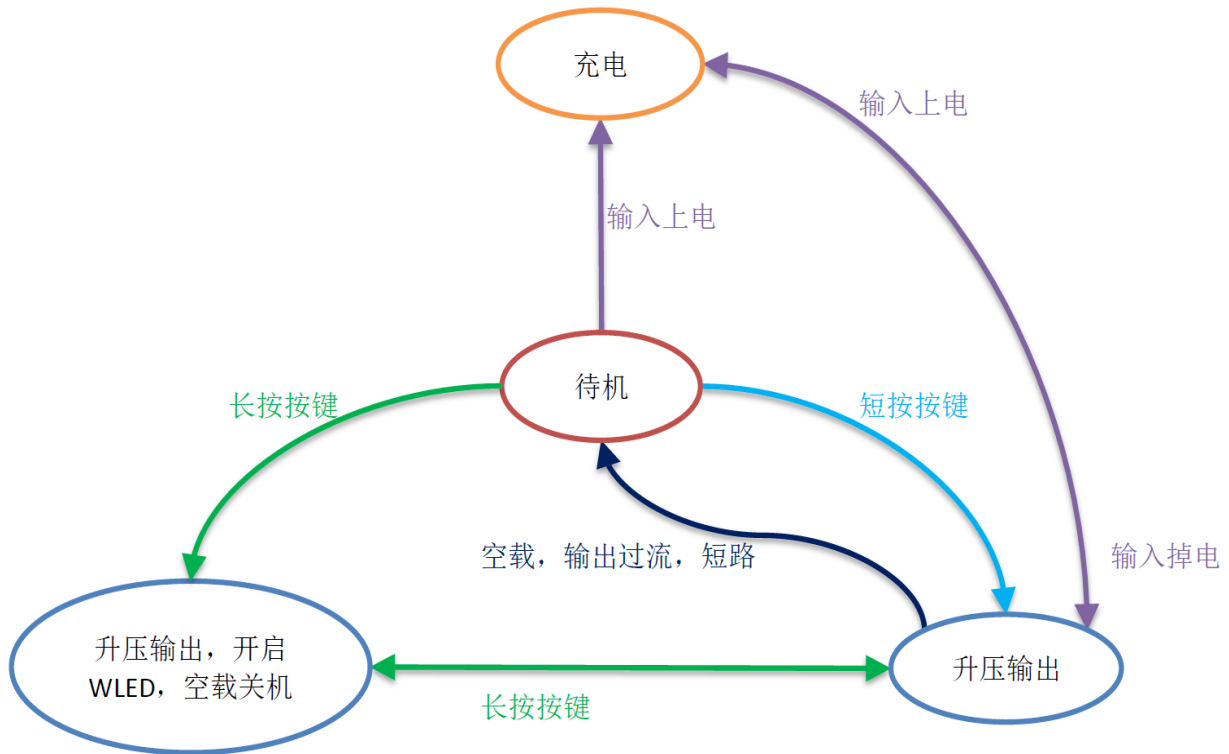 充电
输入上电
输入上电
待机
长按按键
短按按键
空载，输出过流，短路
输入掉电
升压输出，开启
WLED，空载关机
升压输出
长按按键